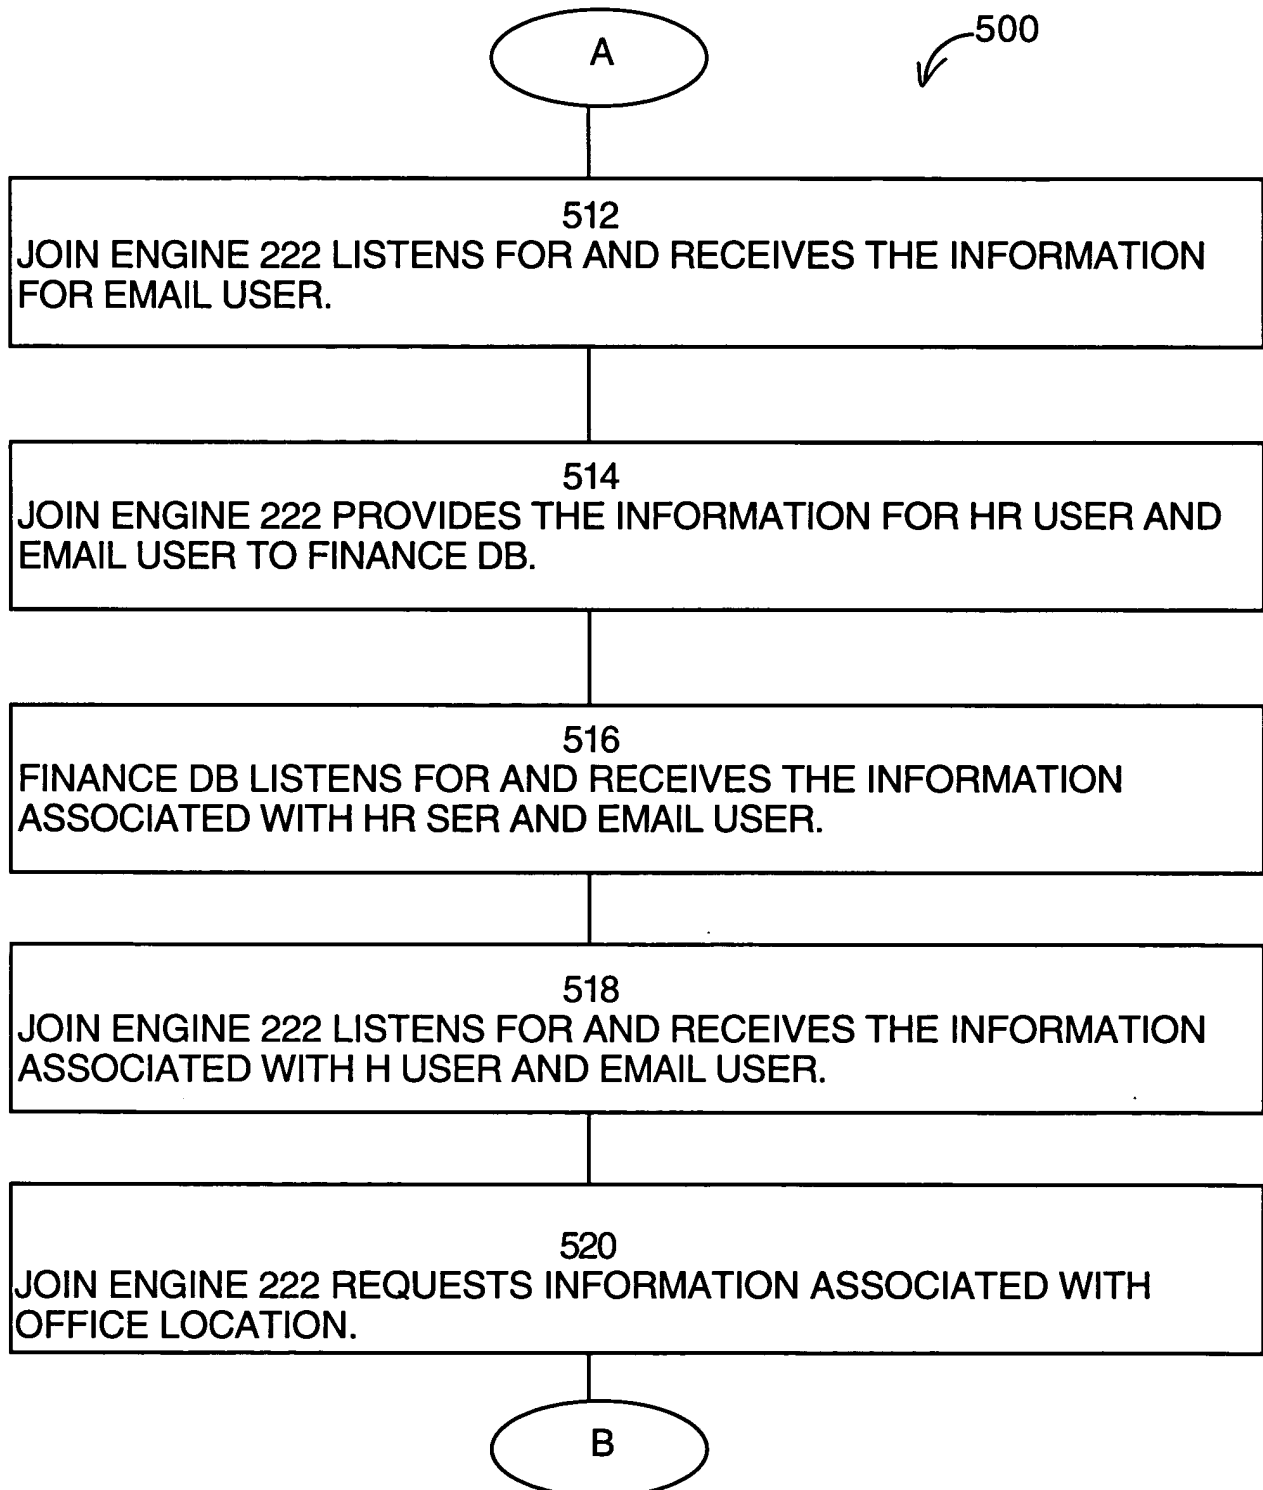 A
500
512
JOIN ENGINE 222 LISTENS FOR AND RECEIVES THE INFORMATION
FOR EMAIL USER.
514
JOIN ENGINE 222 PROVIDES THE INFORMATION FOR HR USER AND
EMAIL USER TO FINANCE DB.
516
FINANCE DB LISTENS FOR AND RECEIVES THE INFORMATION
ASSOCIATED WITH HR SER AND EMAIL USER.
518
JOIN ENGINE 222 LISTENS FOR AND RECEIVES THE INFORMATION
ASSOCIATED WITH H USER AND EMAIL USER.
520
JOIN ENGINE 222 REQUESTS INFORMATION ASSOCIATED WITH
OFFICE LOCATION.
B